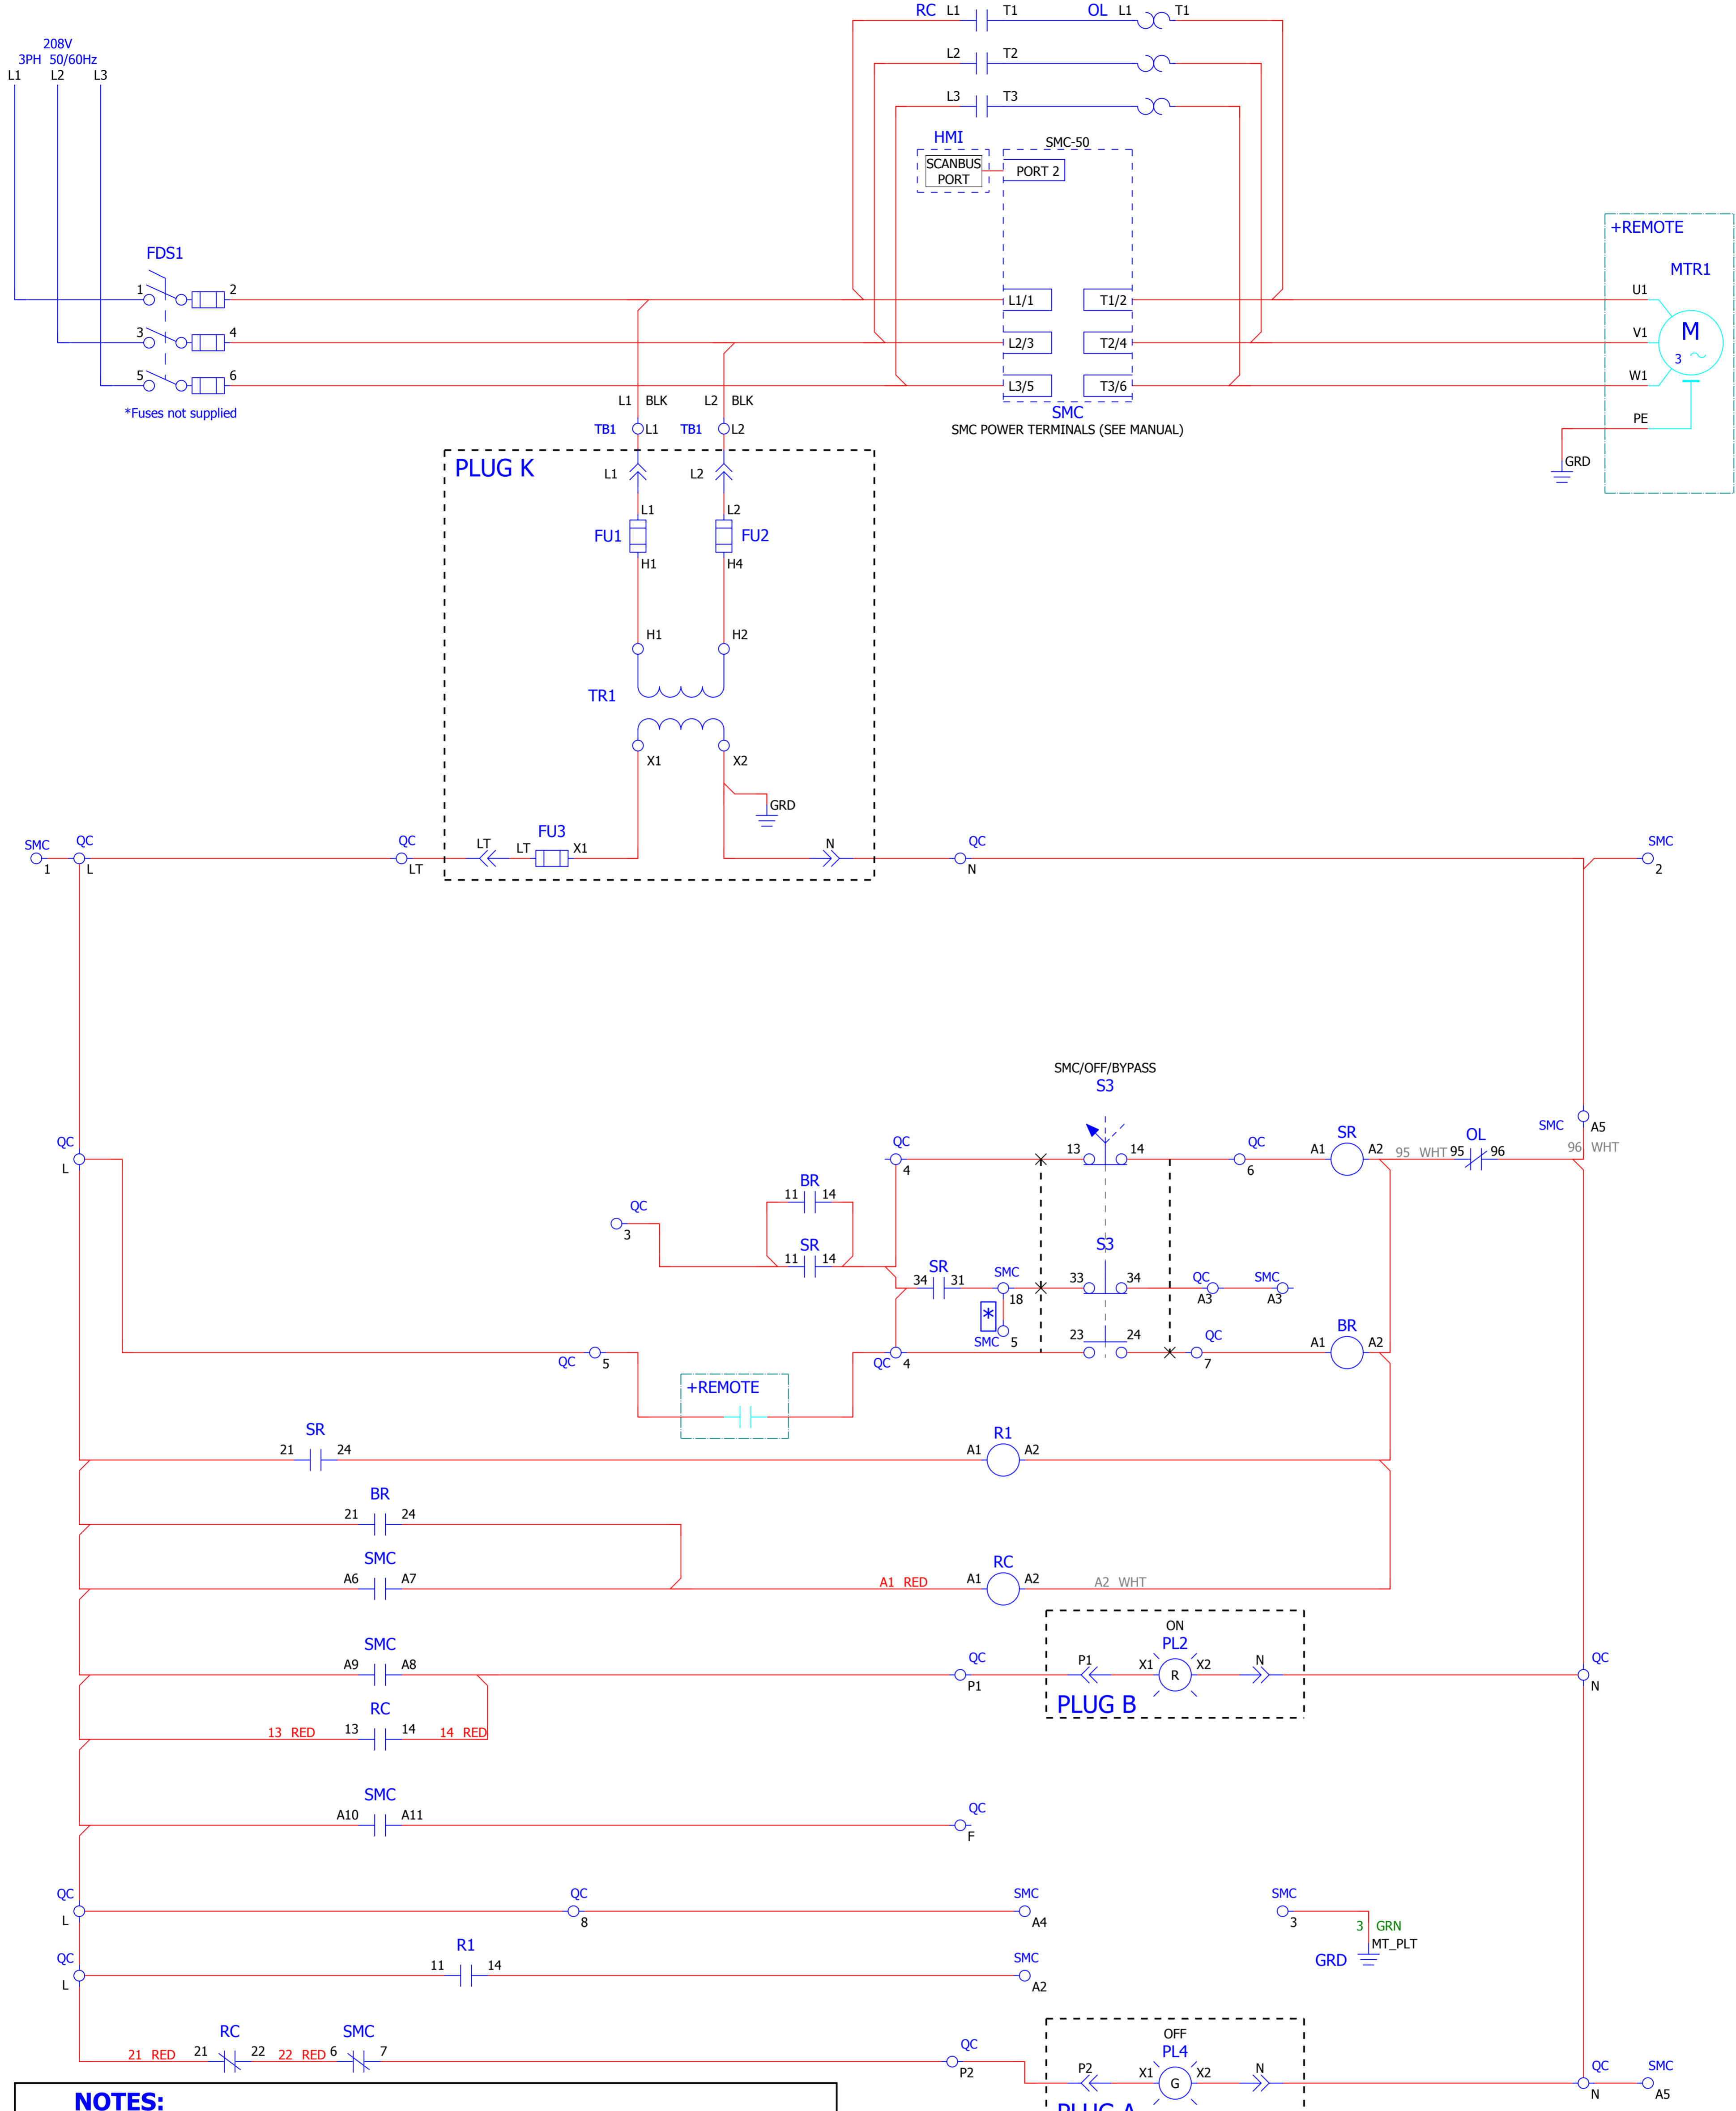 RC L1 T1 OL L1 T1
208V
3PH 50/60Hz
L1 L2 L3
L2 T2
L3 T3
HMI
SMC-50
SCANBUS
PORT
PORT 2
+REMOTE
MTR1
FDS1
1 2
L1/1 T1/2
U1
3 4
L2/3 T2/4
V1
M
3
5 6
L3/5 T3/6
W1
*Fuses not supplied
L1 BLK L2 BLK
SMC
SMC POWER TERMINALS (SEE MANUAL)
PE
GRD
TB1 L1 TB1 L2
PLUG K
L1 L2
L1 L2
FU1 FU2
H1 H4
H1 H2
TR1
X1 X2
GRD
SMC QC QC
FU3
LT LT X1
N
QC
SMC
1 L LT N 2
SMC/OFF/BYPASS
S3
SMC A5
QC
L
QC
4
13 14
QC
6
SR
A1 A2
95 WHT 95
OL
96
96 WHT
BR
11 14
QC
3
SR
11 14
S3
SR
34 31
SMC
18
33 34
QC
A3
SMC
A3
*
SMC 5
23 24
QC
7
BR
A1 A2
QC 5
QC 4
+REMOTE
SR
21 24
R1
A1 A2
BR
21 24
SMC
A6 A7
A1 RED
RC
A1 A2
A2 WHT
ON
PL2
SMC
A9 A8
QC
P1
P1
X1 R X2
N
QC
N
PLUG B
RC
13 RED 13 14 14 RED
SMC
A10 A11
QC
F
QC
L
QC
8
SMC
A4
SMC
3
3 GRN
MT_PLT
GRD
QC
L
R1
11 14
SMC
A2
RC SMC
21 RED 21 22 22 RED 6 7
QC
P2
OFF
PL4
P2
X1 G X2
N
QC
N
SMC
A5
PLUG A
NOTES: